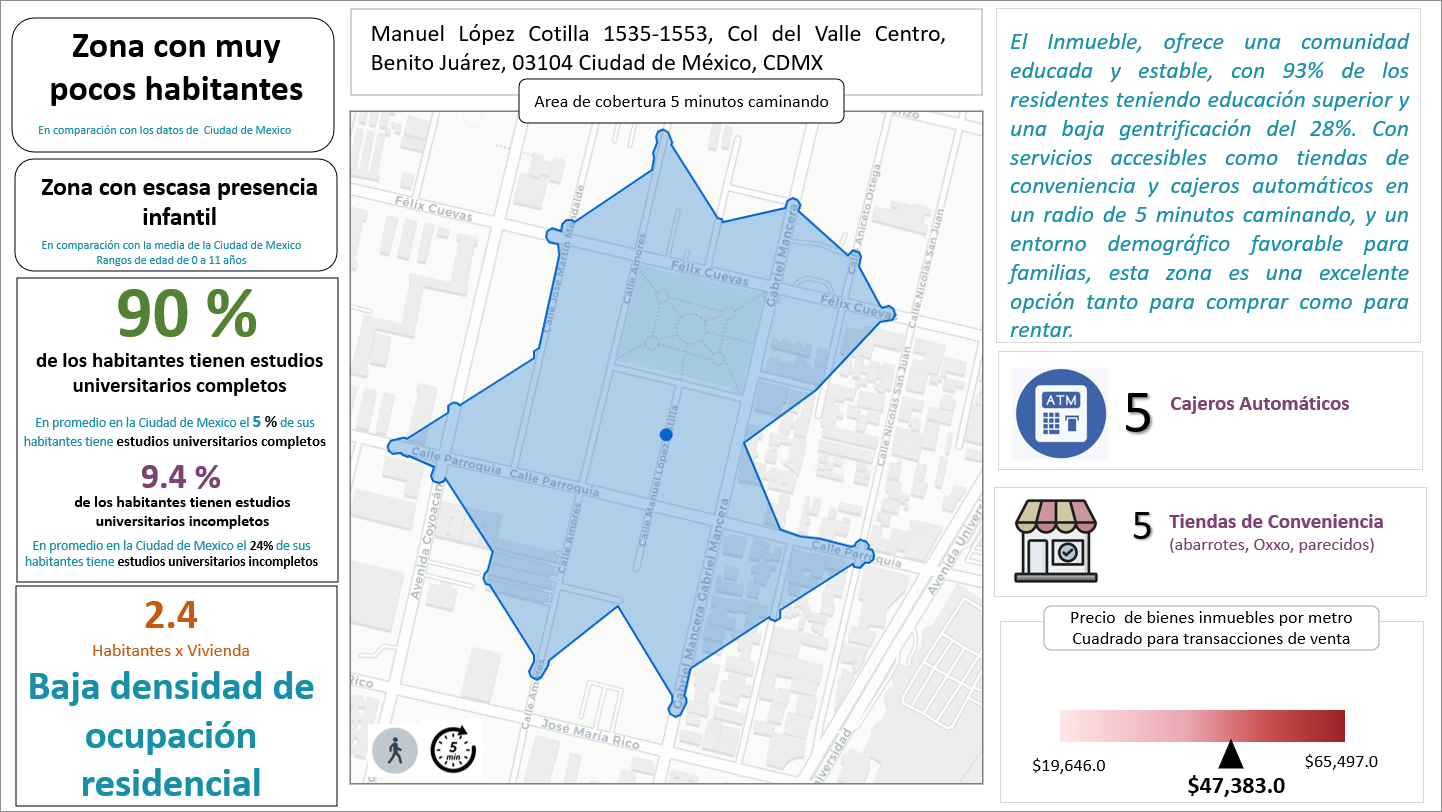 Zona con muy
pocos habitantes
En comparación con los datos de Ciudad de Mexico
Zona con escasa presencia
infantil
En comparación con la media de la Ciudad de Mexico
Rangos de edad de 0 a 11 años
90 %
de los habitantes tienen estudios
universitarios completos
En promedio en la Ciudad de Mexico el 5 % de sus
habitantes tiene estudios universitarios completos
9.4 %
de los habitantes tienen estudios
universitarios incompletos
En promedio en la Ciudad de Mexico el 24% de sus
habitantes tiene estudios universitarios incompletos
2.4
Habitantes x Vivienda
Baja densidad de
ocupación
residencial
Manuel López Cotilla 1535-1553, Col del Valle Centro,
Benito Juárez, 03104 Ciudad de México, CDMX
Area de cobertura 5 minutos caminando
Félix Cuevas
Calle José Martín Mendalde
Calle Amores
Félix Cuevas
Gabriel Mancera
Calle Aniceto Ortega
Félix Cuevas
Calle Nicolás San Juan
Calle Nicolás San Juan
Calle Parroquia
Calle Parroquia
Calle Manuel López Cotilla
Avenida Coyoacán
Calle Amores
Gabriel Mancera
Gabriel Mancera
Calle Parroquia
Avenida Univers
Calle Amores
Rico
José María Rico
niversidad
5
min
El Inmueble, ofrece una comunidad
educada y estable, con 93% de los
residentes teniendo educación superior y
una baja gentrificación del 28%. Con
servicios accesibles como tiendas de
conveniencia y cajeros automáticos en
un radio de 5 minutos caminando, y un
entorno demográfico favorable para
familias, esta zona es una excelente
opción tanto para comprar como para
rentar.
ATM
5
Cajeros Automáticos
5
Tiendas de Conveniencia
(abarrotes, Oxxo, parecidos)
Precio de bienes inmuebles por metro
Cuadrado para transacciones de venta
$19,646.0
$65,497.0
$47,383.0